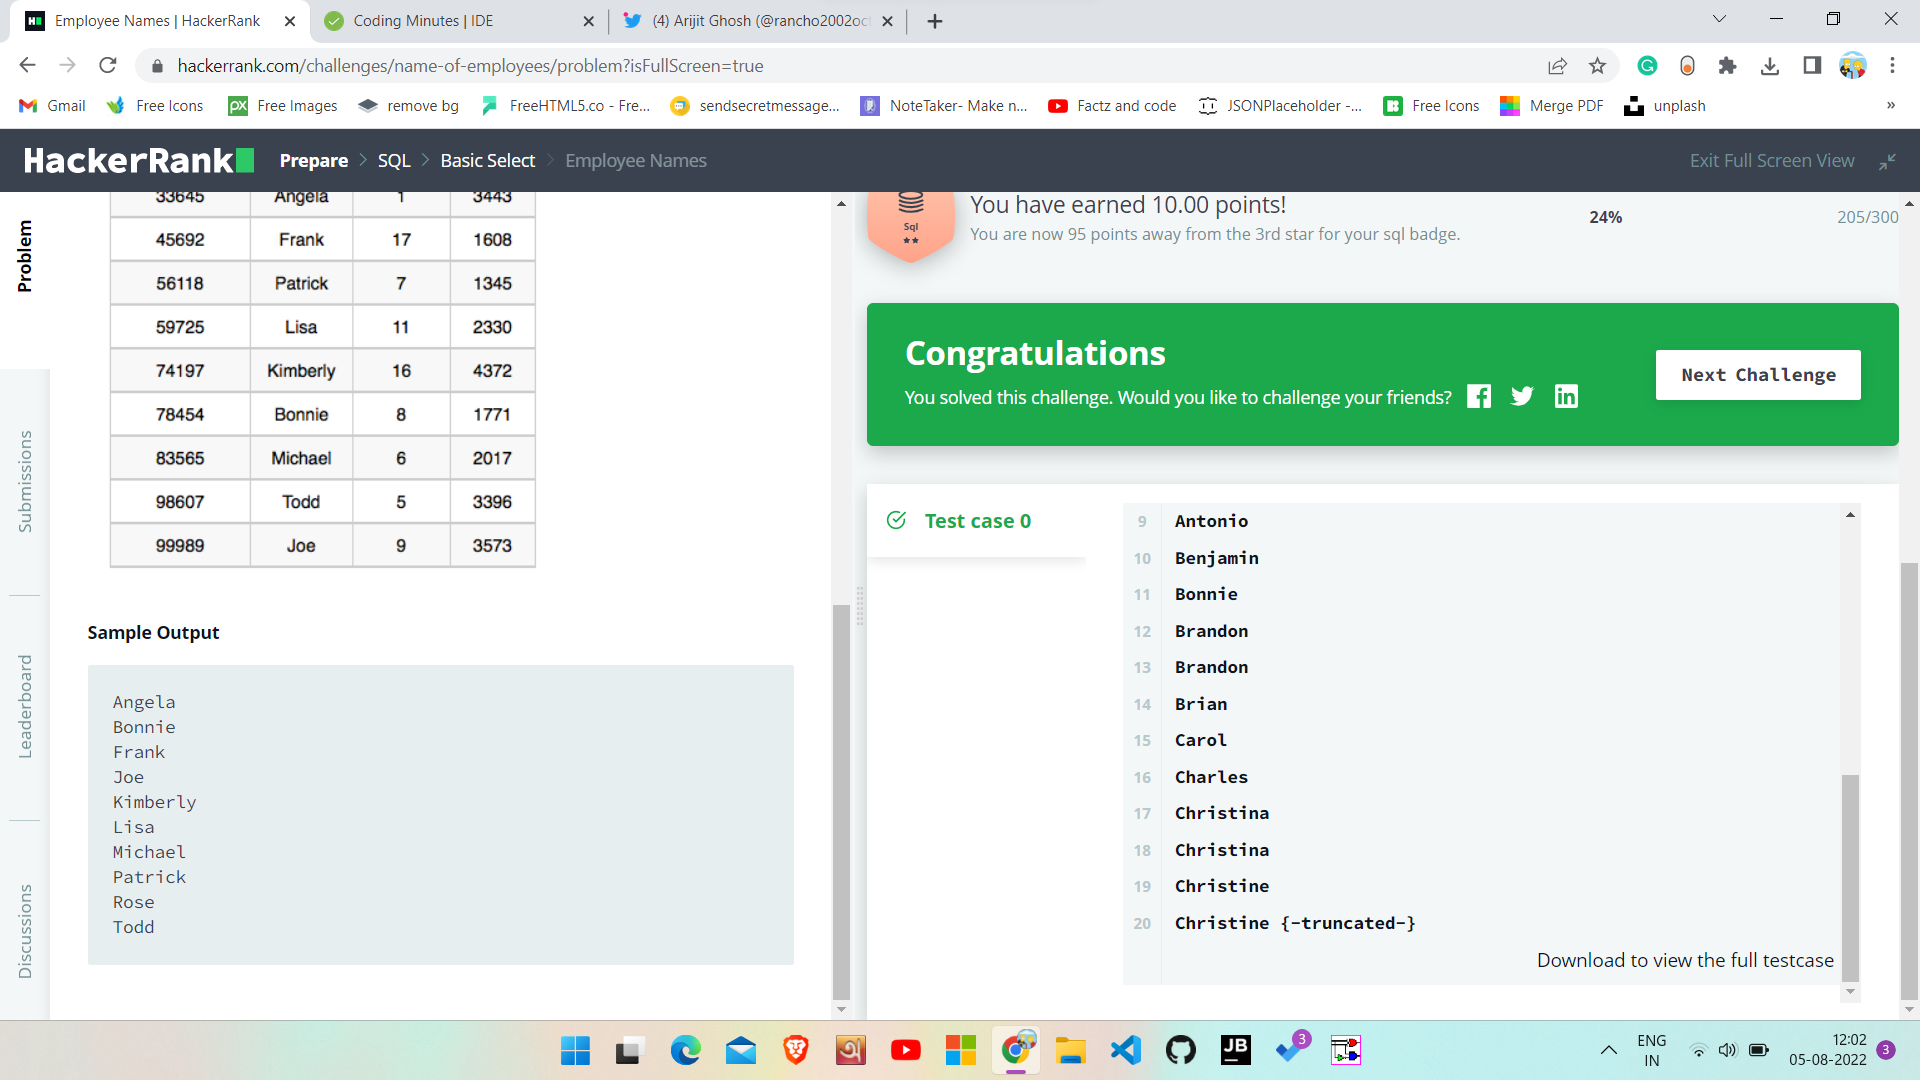 Employee Names | HackerRank
Coding Minutes | IDE
(4) Arijit Ghosh (@rancho2002oct
hackerrank.com/challenges/name-of-employees/problem?isFullScreen=true
Gmail
Free Icons
Free Images
remove bg
FreeHTML5.co - Fre...
sendsecretmessage...
NoteTaker- Make n...
Factz and code
JSONPlaceholder -...
Free Icons
Merge PDF
unplash
»
HackerRank
Prepare
SQL
Basic Select
Employee Names
Exit Full Screen View
Problem
Submissions
Leaderboard
Discussions
33645 Angela 1 3443
45692 Frank 17 1608
56118 Patrick 7 1345
59725 Lisa 11 2330
74197 Kimberly 16 4372
78454 Bonnie 8 1771
83565 Michael 6 2017
98607 Todd 5 3396
99989 Joe 9 3573
Sample Output
Angela
Bonnie
Frank
Joe
Kimberly
Lisa
Michael
Patrick
Rose
Todd
Sql
You have earned 10.00 points!
You are now 95 points away from the 3rd star for your sql badge.
24%
205/300
Congratulations
You solved this challenge. Would you like to challenge your friends?
Next Challenge
Test case 0
9 Antonio
10 Benjamin
11 Bonnie
12 Brandon
13 Brandon
14 Brian
15 Carol
16 Charles
17 Christina
18 Christina
19 Christine
20 Christine {-truncated-}
Download to view the full testcase
JB
3
ENG
IN
12:02
05-08-2022
3